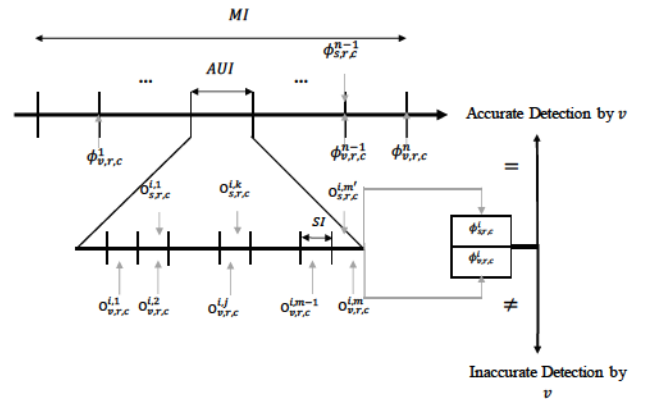 MI
ϕ^{n-1}_{s,r,c}
... AUI ...
Accurate Detection by v
ϕ^1_{v,r,c} ϕ^{n-1}_{v,r,c} ϕ^n_{v,r,c}
=
o^{i,1}_{s,r,c} o^{i,k}_{s,r,c} o^{i,m'}_{s,r,c}
SI
ϕ^i_{s,r,c}
ϕ^i_{v,r,c}
o^{i,1}_{v,r,c} o^{i,2}_{v,r,c} o^{i,j}_{v,r,c} o^{i,m-1}_{v,r,c} o^{i,m}_{v,r,c}
≠
Inaccurate Detection by
v